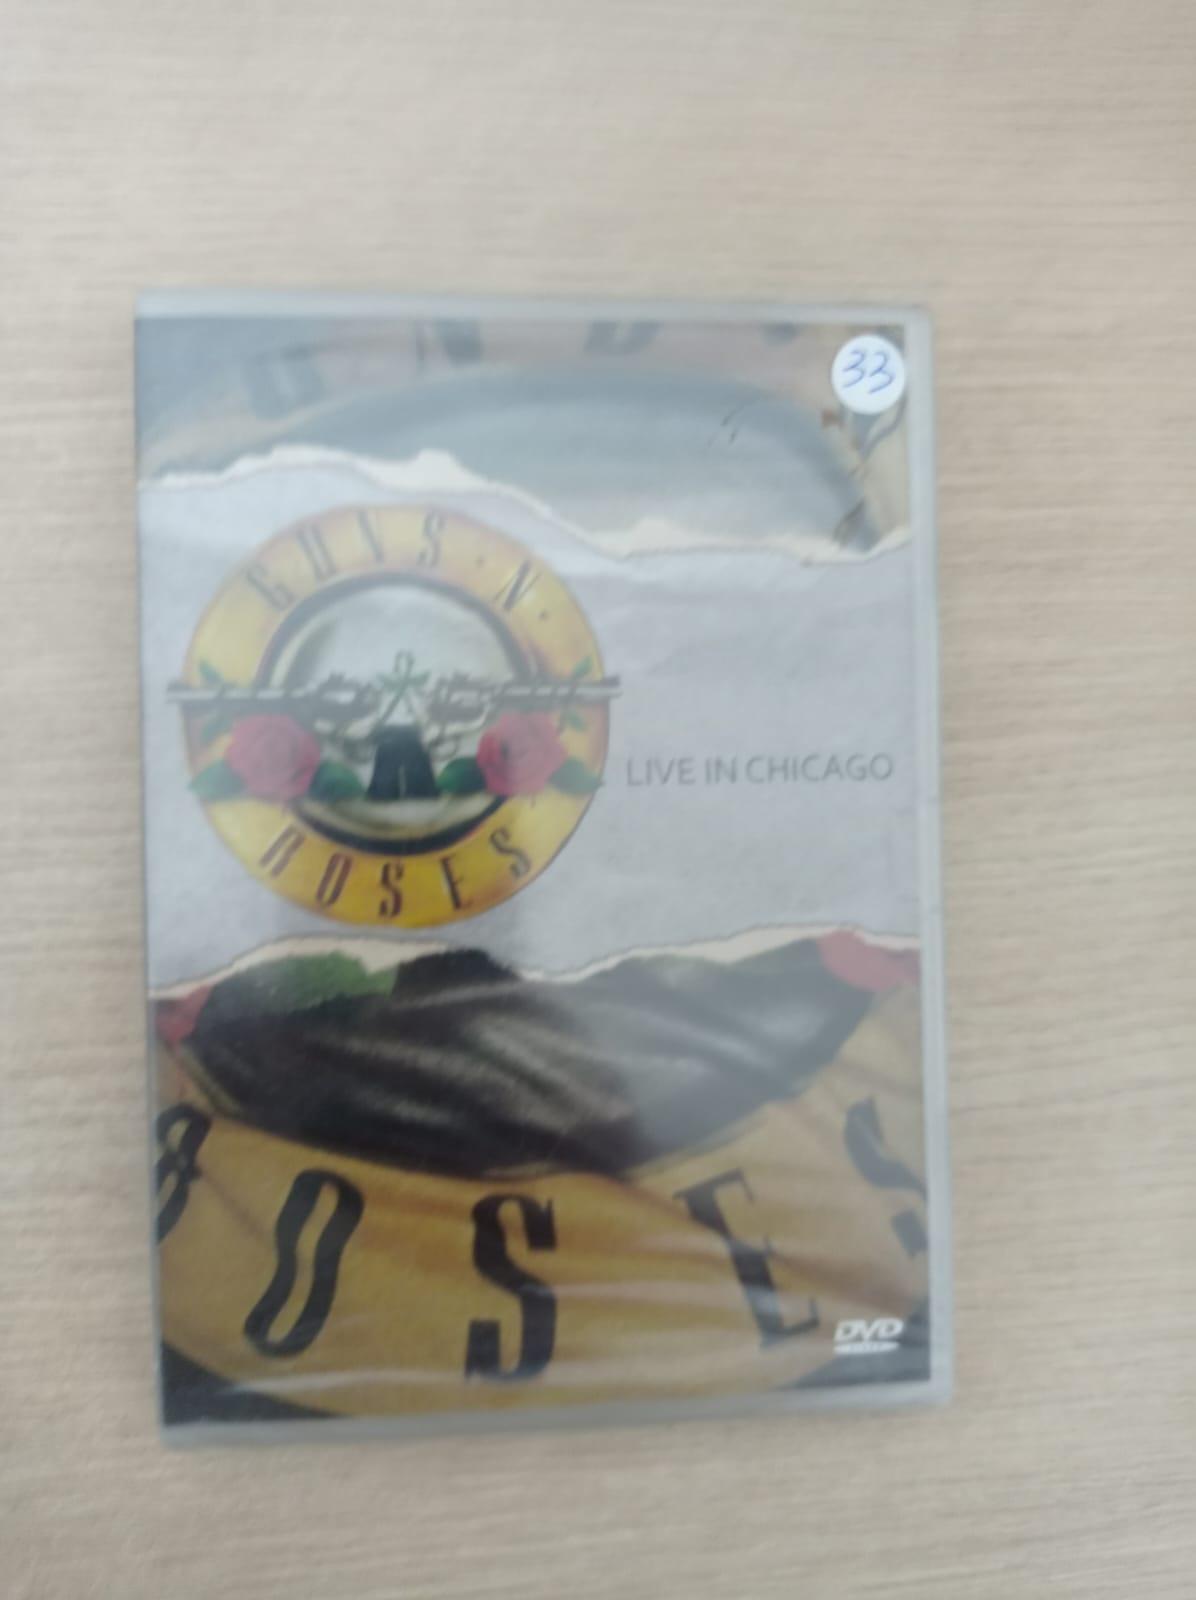 33
GUNS·N·
ROSES
LIVE IN CHICAGO
ROSES
DVD